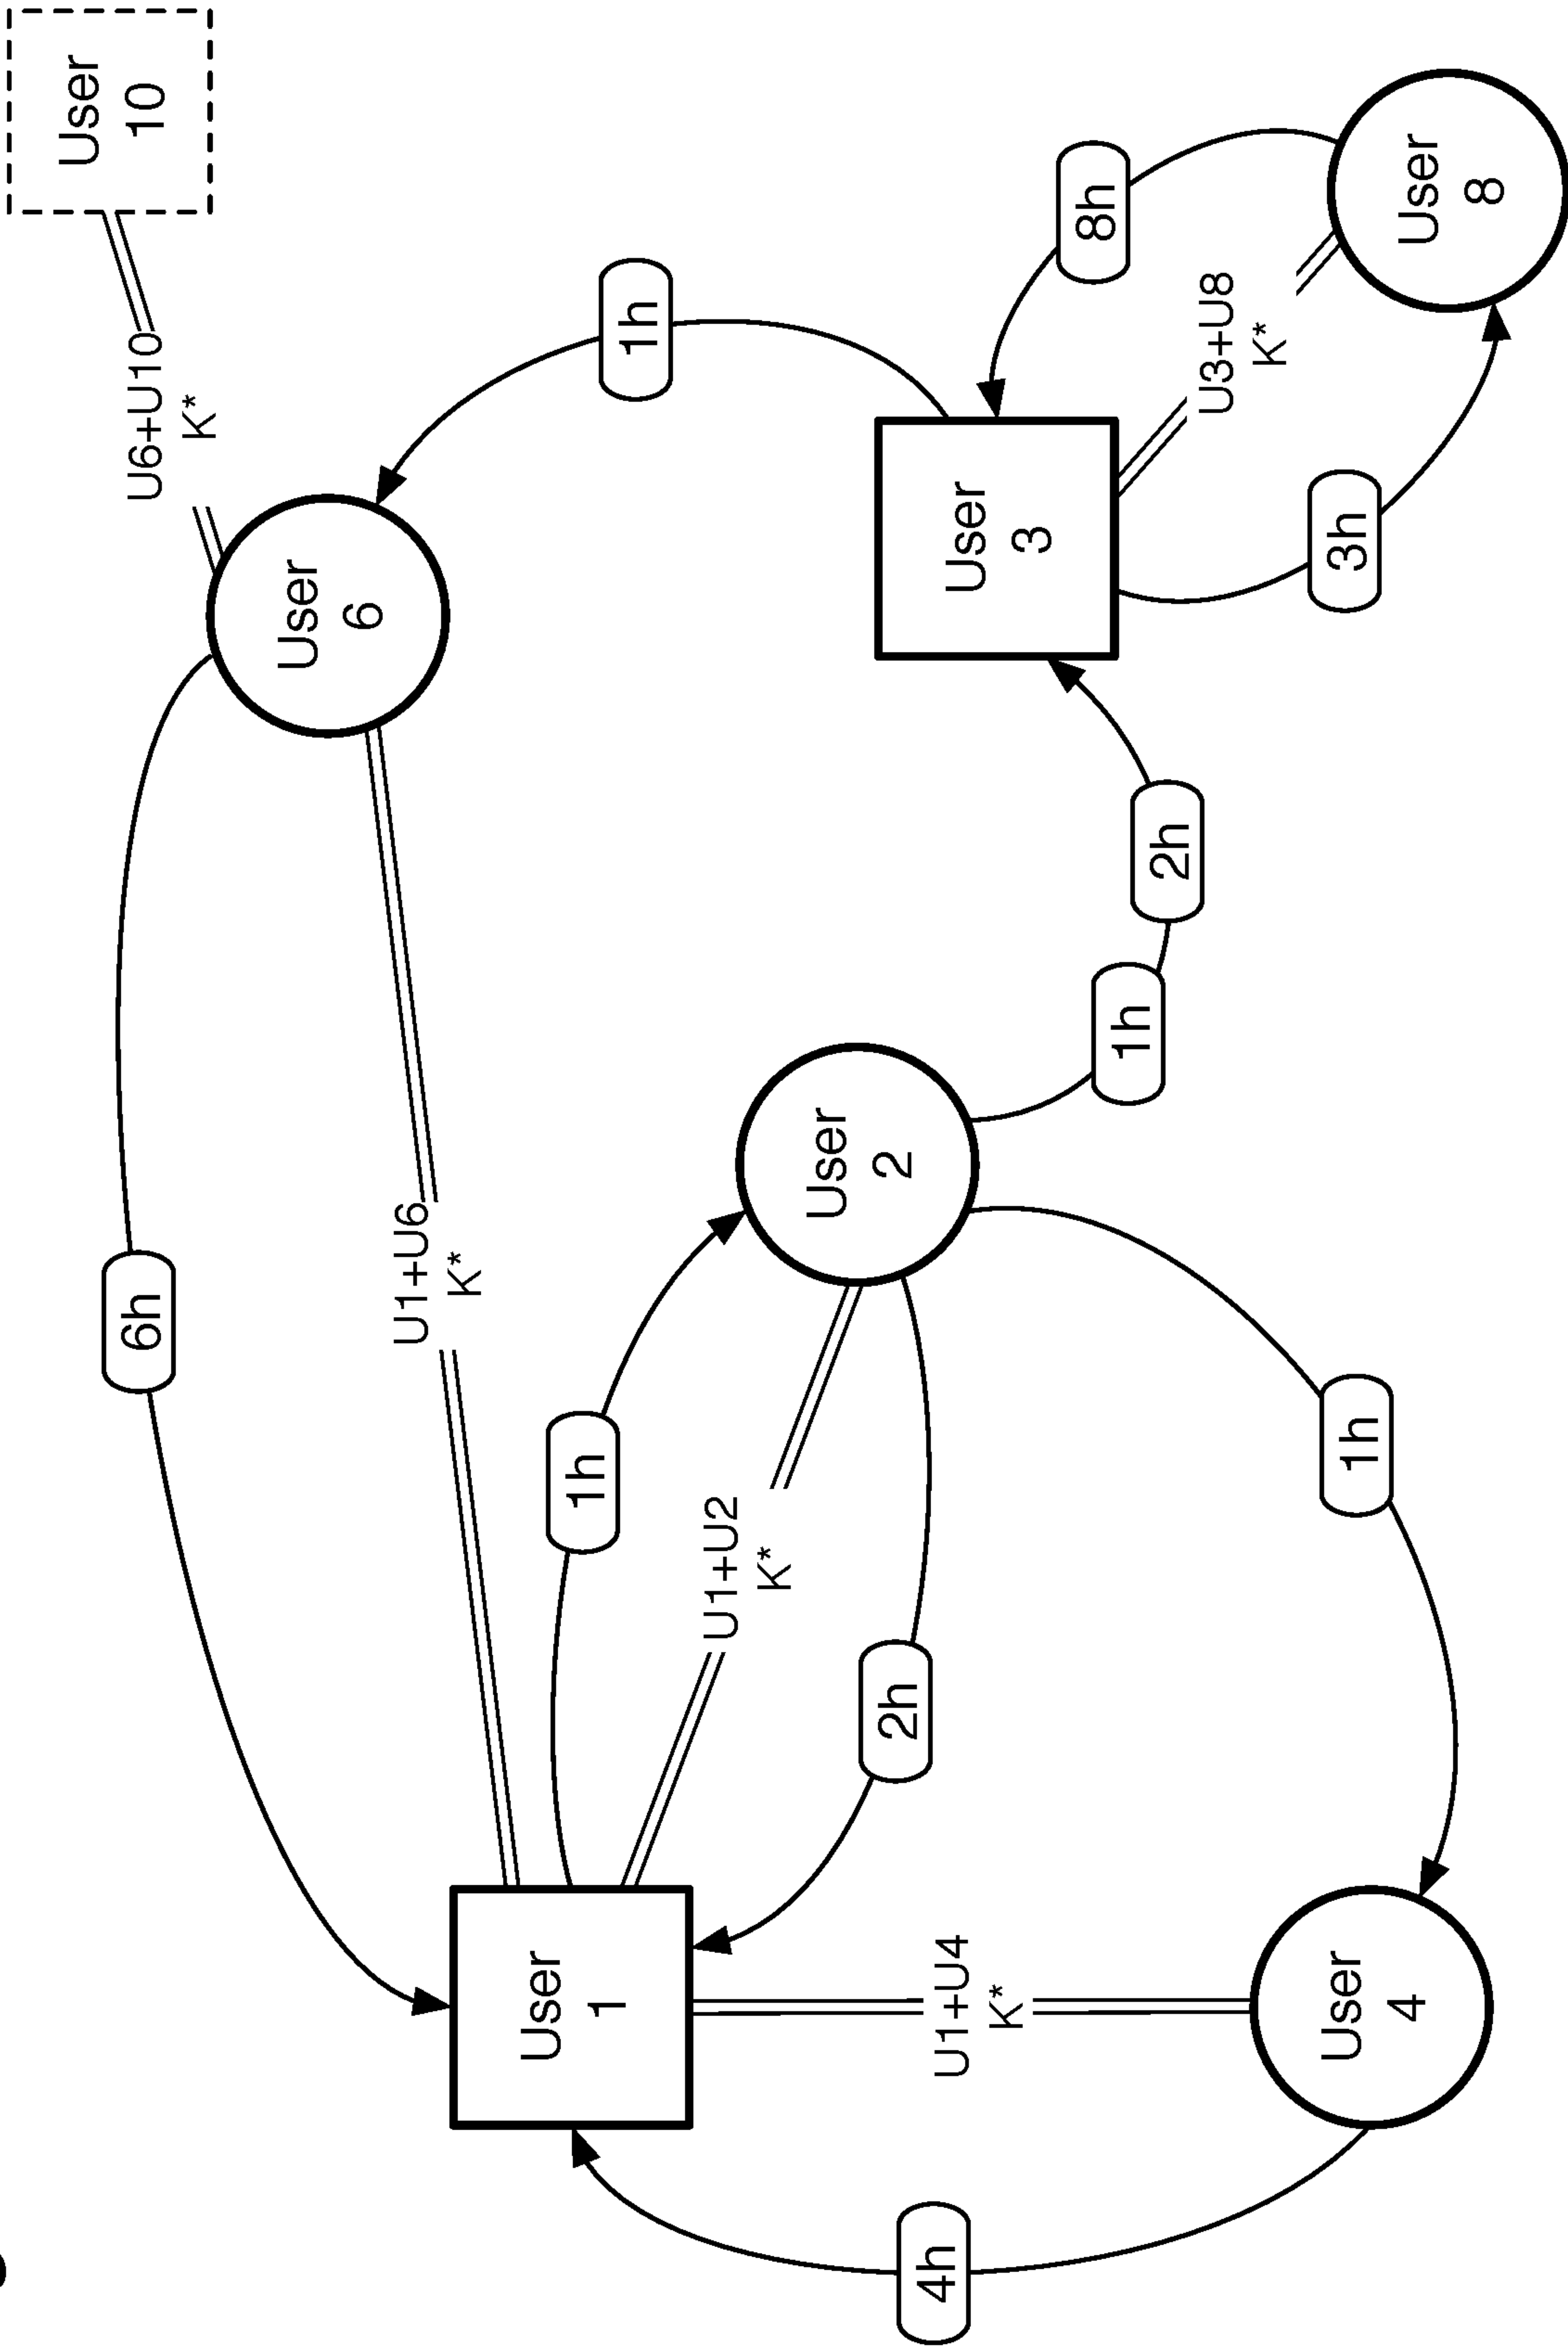 User
10
6h
U6+U10
K*
User
6
U1+U6
K*
User
1
1h
1h
U1+U2
K*
User
2
2h
4h
U1+U4
K*
User
3
8h
1h
2h
U3+U8
K*
User
4
3h
1h
User
8